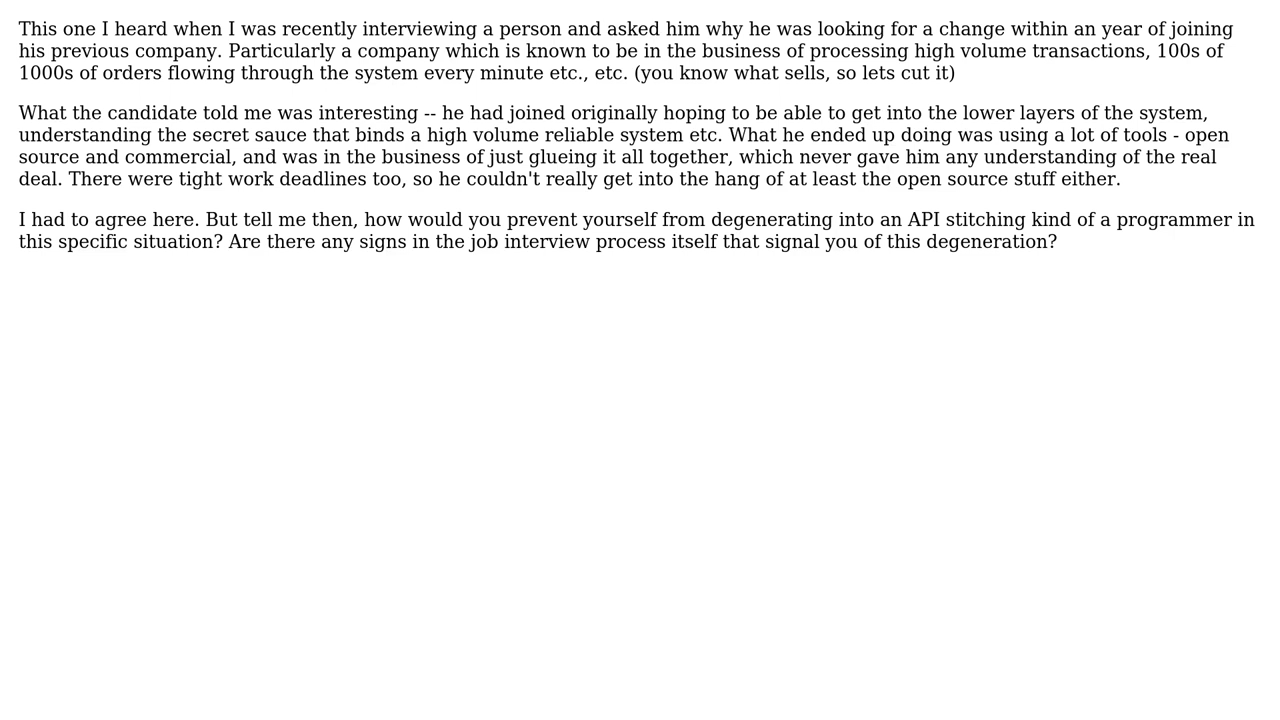 This one I heard when I was recently interviewing a person and asked him why he was looking for a change within an year of joining
his previous company. Particularly a company which is known to be in the business of processing high volume transactions, 100s of
1000s of orders flowing through the system every minute etc., etc. (you know what sells, so lets cut it)
What the candidate told me was interesting -- he had joined originally hoping to be able to get into the lower layers of the system,
understanding the secret sauce that binds a high volume reliable system etc. What he ended up doing was using a lot of tools - open
source and commercial, and was in the business of just glueing it all together, which never gave him any understanding of the real
deal. There were tight work deadlines too, so he couldn't really get into the hang of at least the open source stuff either.
I had to agree here. But tell me then, how would you prevent yourself from degenerating into an API stitching kind of a programmer in
this specific situation? Are there any signs in the job interview process itself that signal you of this degeneration?